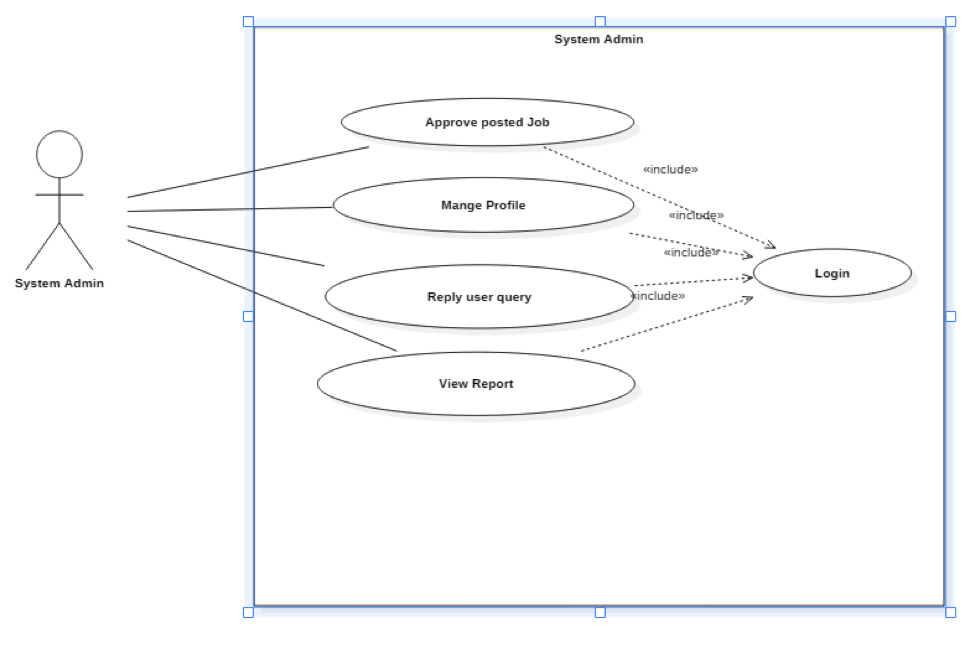 System Admin
Approve posted Job
«include»
Mange Profile
«include»
«include»
Login
System Admin
Reply user query
«include»
View Report